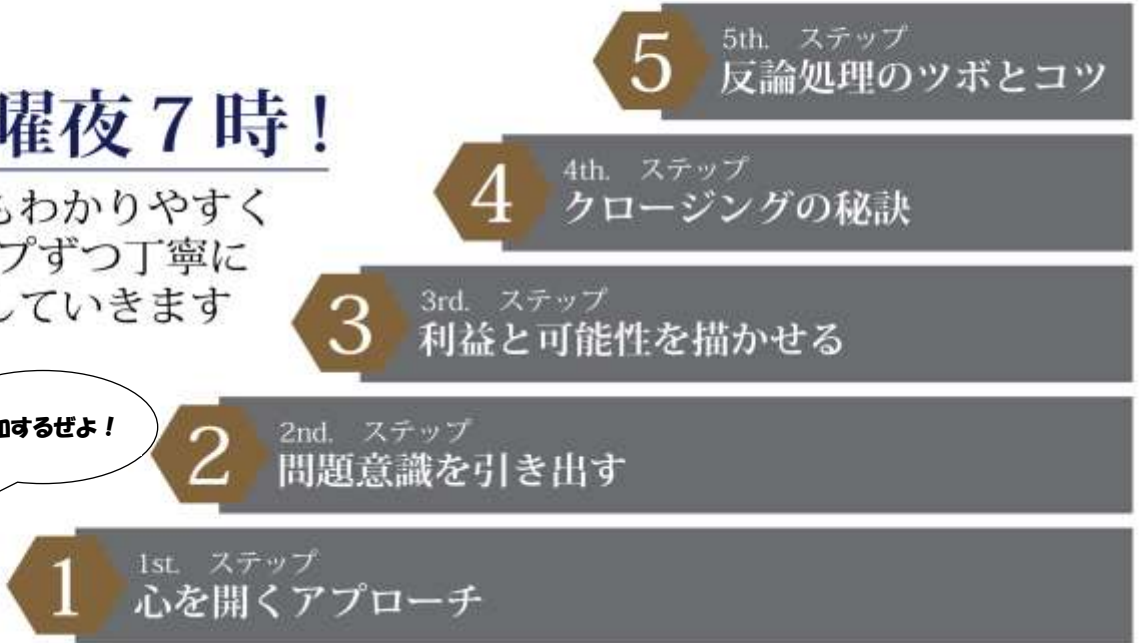 曜夜７時！
わかりやすく
プずつ丁寧に
していきます
するぜよ！
5
5th. ステップ
反論処理のツボとコツ
4
4th. ステップ
クロージングの秘訣
3
3rd. ステップ
利益と可能性を描かせる
2
2nd. ステップ
問題意識を引き出す
1
1st. ステップ
心を開くアプローチ